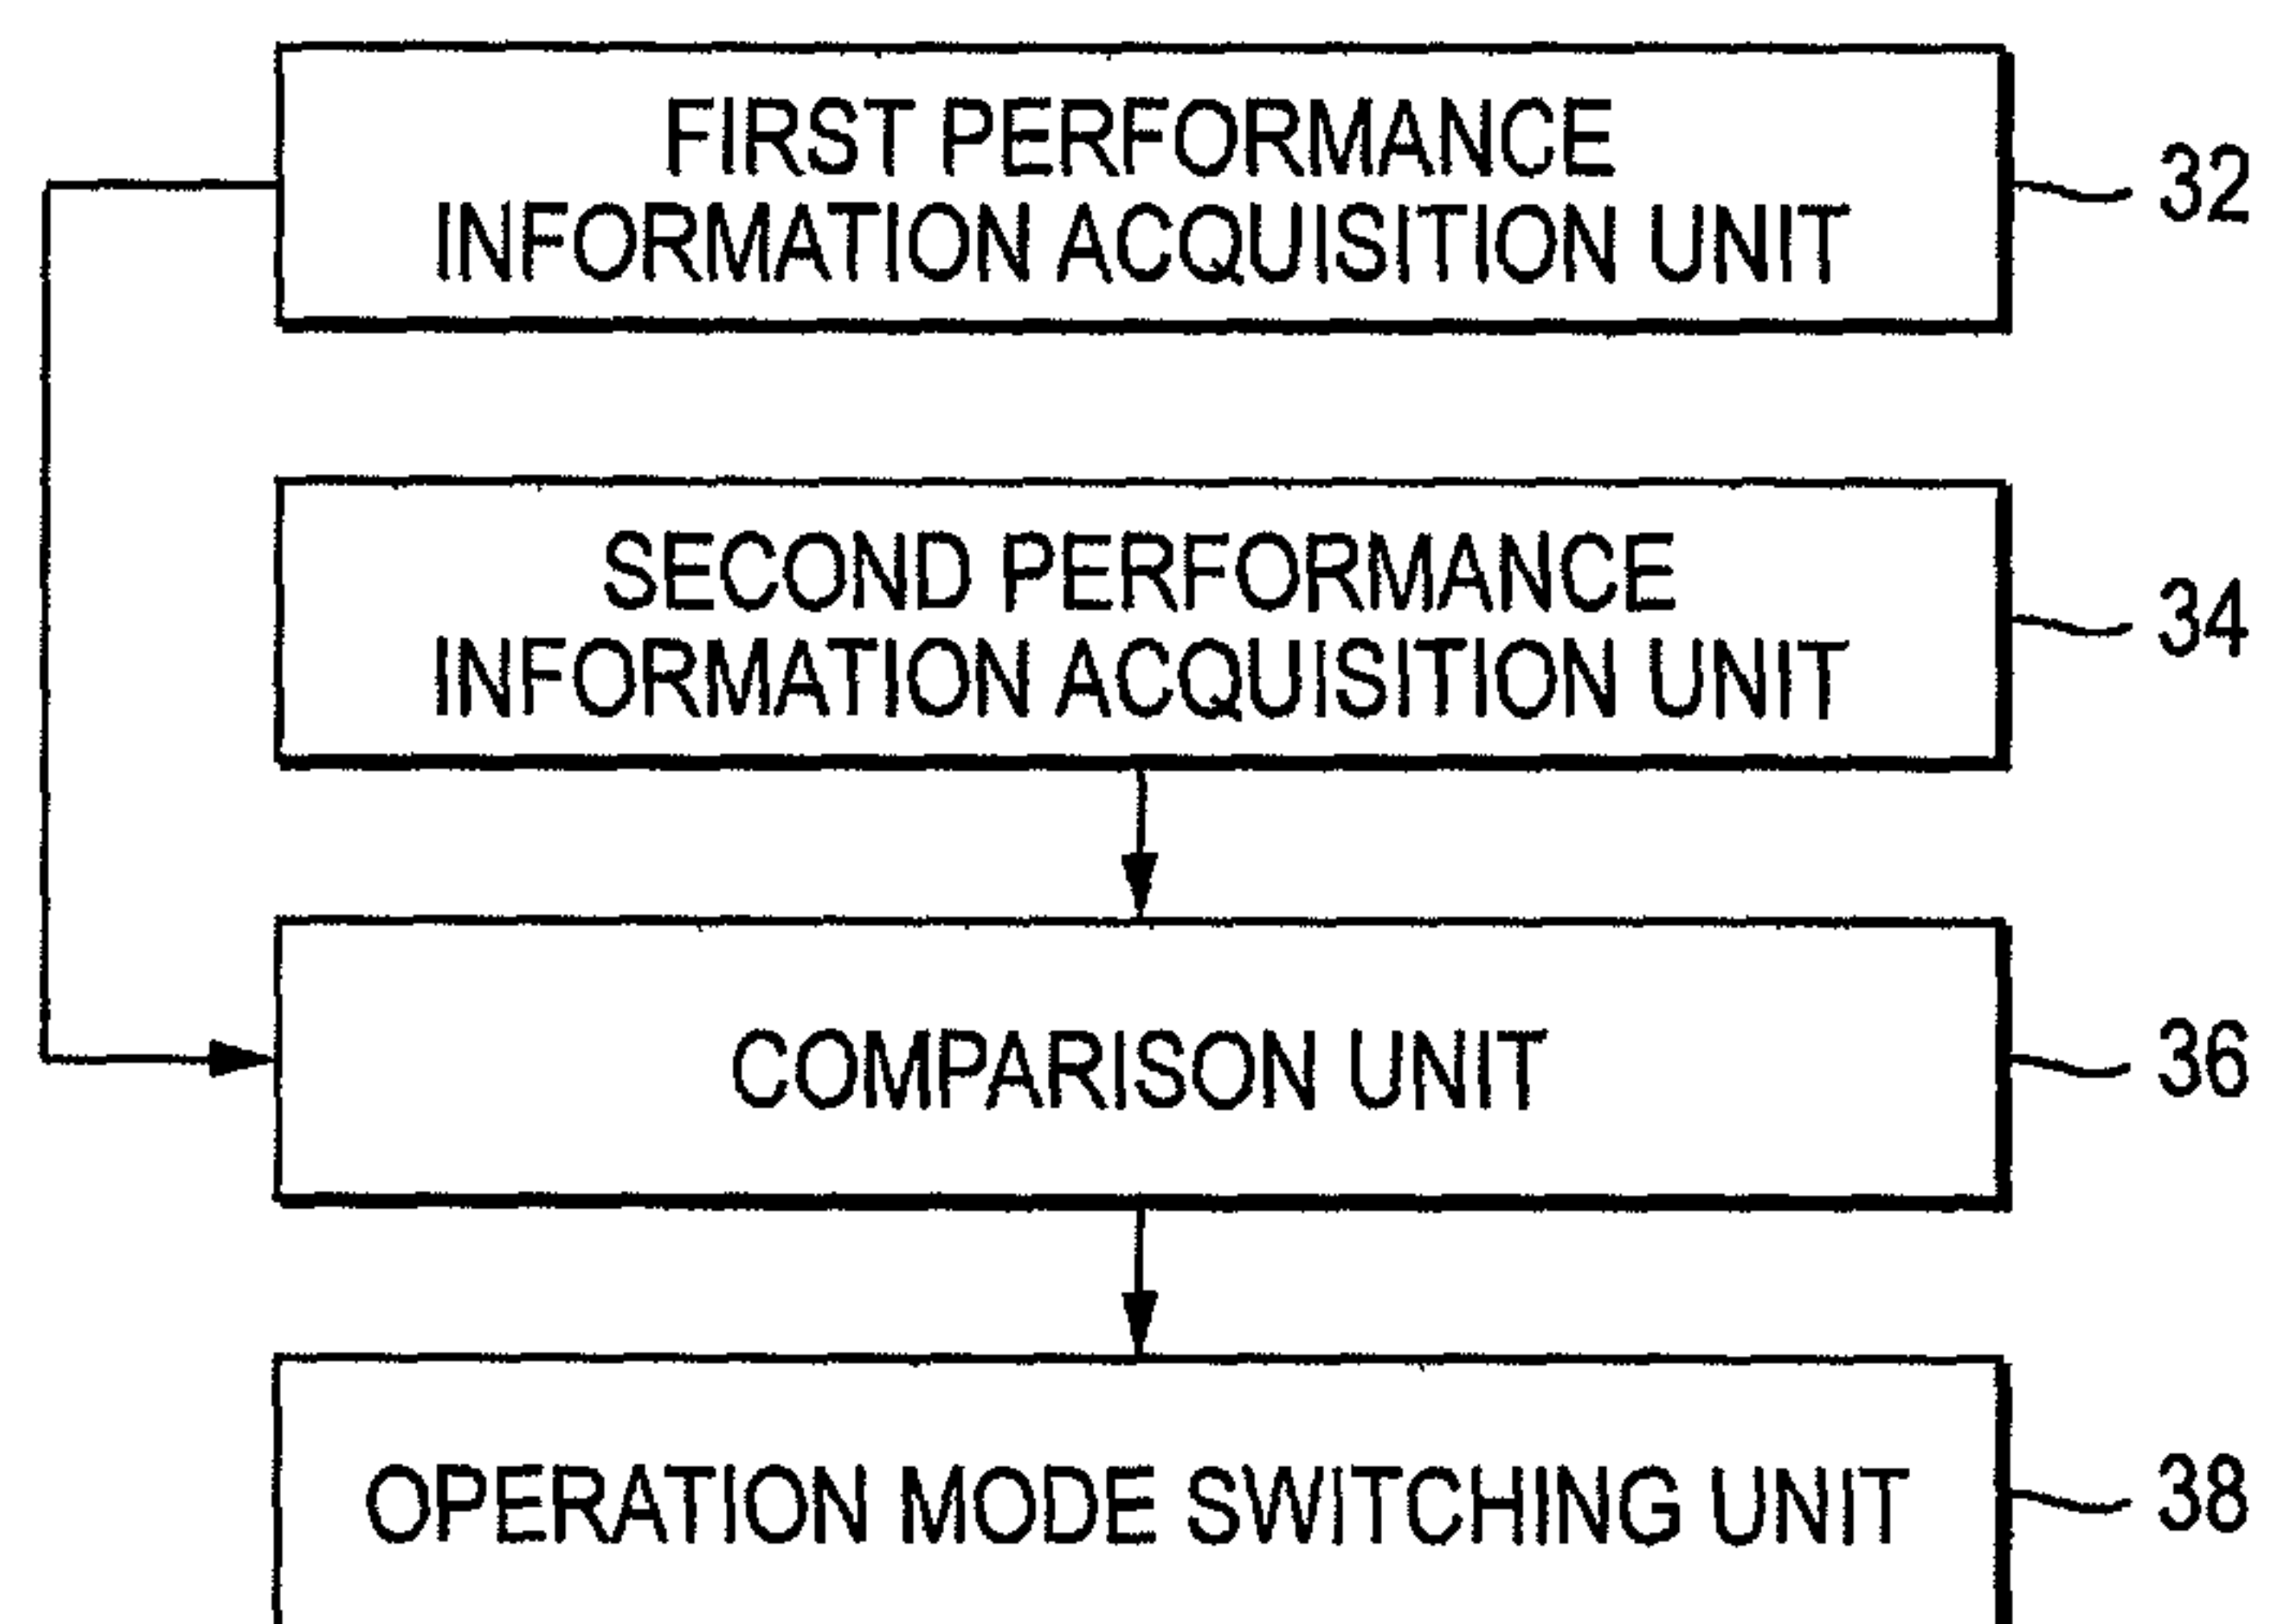 FIRST PERFORMANCE
INFORMATION ACQUISITION UNIT
32
SECOND PERFORMANCE
INFORMATION ACQUISITION UNIT
34
COMPARISON UNIT
36
OPERATION MODE SWITCHING UNIT
38